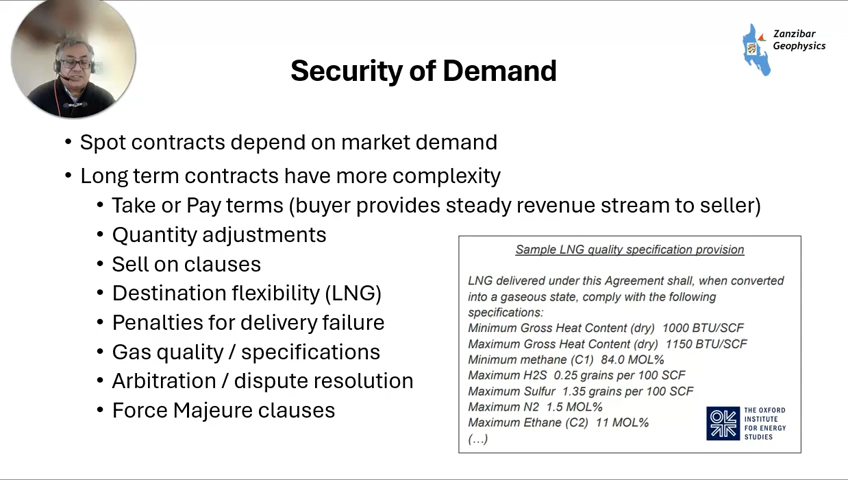 Zanzibar
Geophysics
Security of Demand
• Spot contracts depend on market demand
• Long term contracts have more complexity
• Take or Pay terms (buyer provides steady revenue stream to seller)
• Quantity adjustments
• Sell on clauses
• Destination flexibility (LNG)
• Penalties for delivery failure
• Gas quality / specifications
• Arbitration / dispute resolution
• Force Majeure clauses
Sample LNG quality specification provision
LNG delivered under this Agreement shall, when converted
into a gaseous state, comply with the following
specifications:
Minimum Gross Heat Content (dry) 1000 BTU/SCF
Maximum Gross Heat Content (dry) 1150 BTU/SCF
Minimum methane (C1) 84.0 MOL%
Maximum H2S 0.25 grains per 100 SCF
Maximum Sulfur 1.35 grains per 100 SCF
Maximum N2 1.5 MOL%
Maximum Ethane (C2) 11 MOL%
(…)
THE OXFORD
INSTITUTE
FOR ENERGY
STUDIES